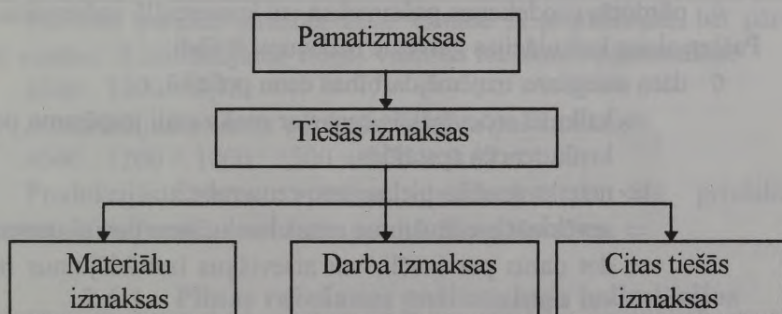 Pamatizmaksas
Tiešās izmaksas
Materiālu
izmaksas
Darba izmaksas
Citas tiešās
izmaksas